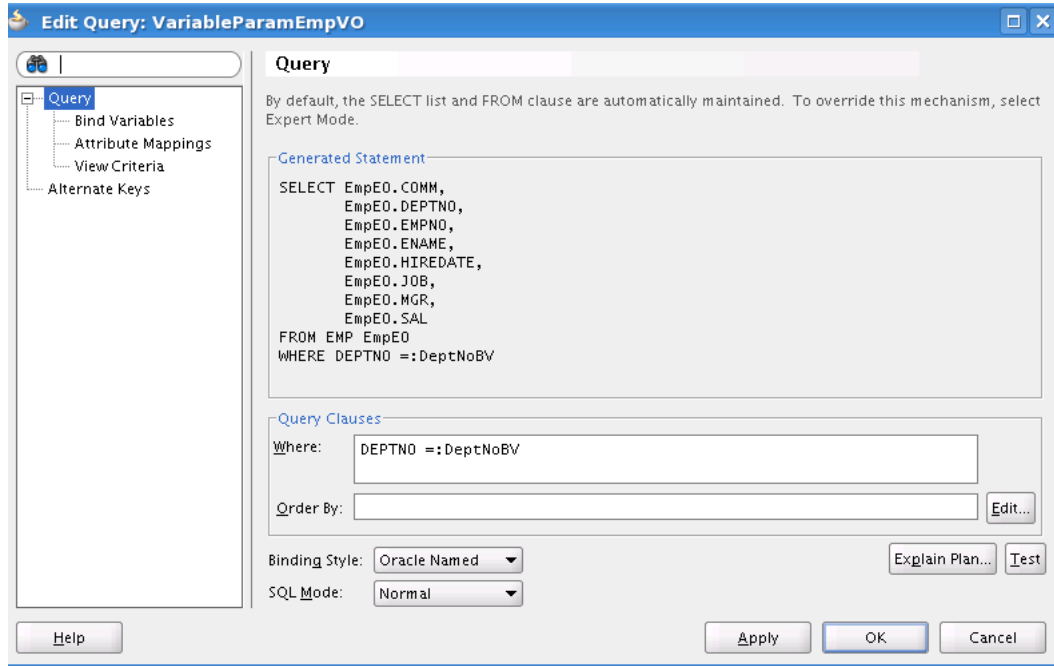 Edit Query: VariableParamEmpVO
Query
Bind Variables
Attribute Mappings
View Criteria
Alternate Keys
Query
By default, the SELECT list and FROM clause are automatically maintained. To override this mechanism, select
Expert Mode.
Generated Statement
SELECT EmpEO.COMM,
EmpEO.DEPTNO,
EmpEO.EMPNO,
EmpEO.ENAME,
EmpEO.HIREDATE,
EmpEO.JOB,
EmpEO.MGR,
EmpEO.SAL
FROM EMP EmpEO
WHERE DEPTNO =:DeptNoBV
Query Clauses
Where: DEPTNO =:DeptNoBV
Order By: Edit...
Binding Style: Oracle Named Explain Plan... Test
SQL Mode: Normal
Help Apply OK Cancel